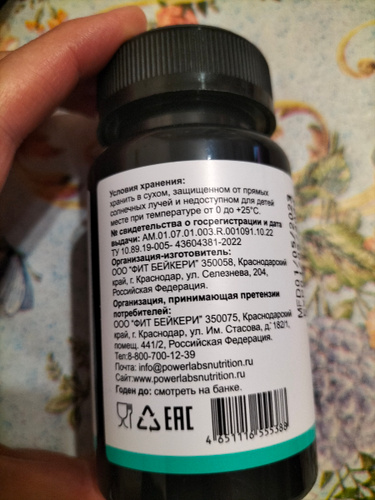 Условия хранения:
хранить в сухом, защищенном от прямых
солнечных лучей и недоступном для детей
месте при температуре от 0 до +25°С.
№ свидетельства о госрегистрации и дата
выдачи: АМ.01.07.01.003.R.001091.10.22
ТУ 10.89.19-005- 43604381-2022
Организация-изготовитель:
ООО "ФИТ БЕЙКЕРИ" 350058, Краснодарский
край, г. Краснодар, ул. Селезнева, 204,
Российская Федерация.
Организация, принимающая претензии
потребителей:
ООО "ФИТ БЕЙКЕРИ" 350075, Краснодарский
край, г. Краснодар, ул. Им. Стасова, д. 182/1,
помещ. 441/2, Российская Федерация.
Тел:8-800-700-12-39
Почта: info@powerlabsnutrition.ru
Сайт:www.powerlabsnutrition.ru
Годен до: смотреть на банке.
EAC
4 651116 555388